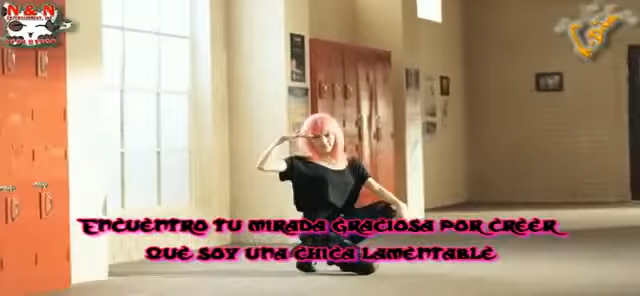 N & N
Encuentro tu mirada graciosa por creer
Que soy una chica lamentable